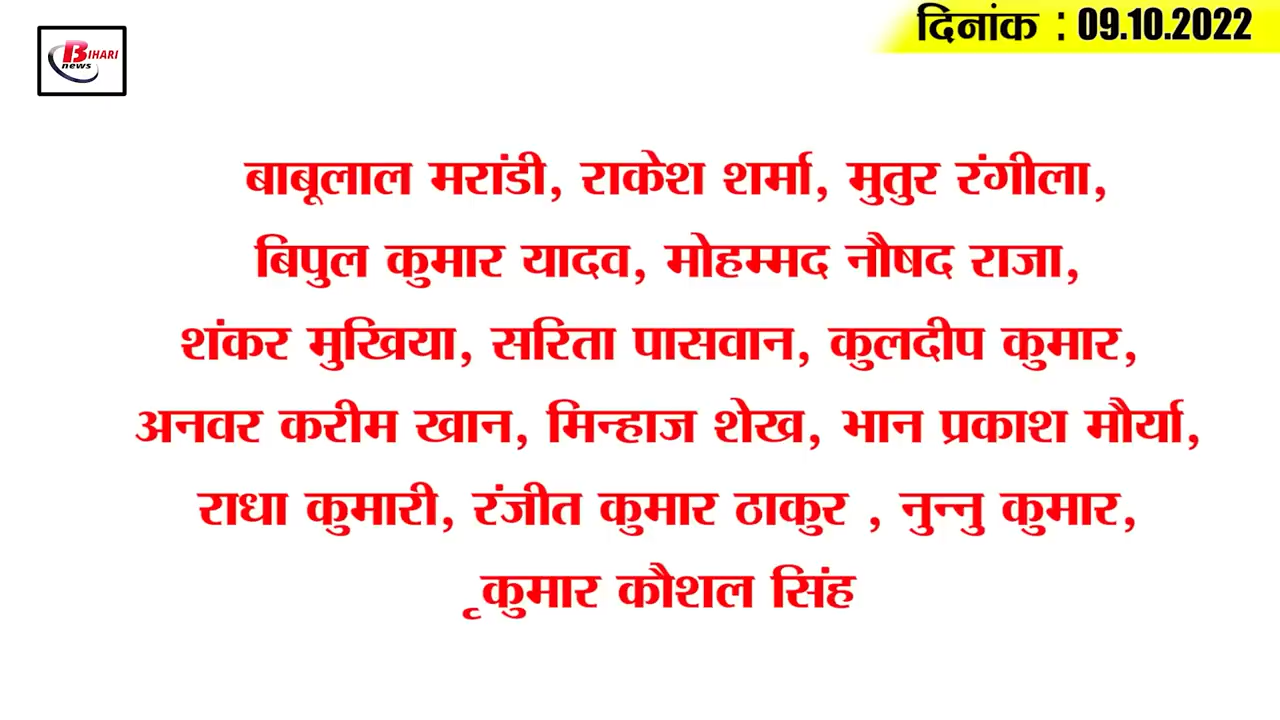 BIHARI
news
दिनांक : 09.10.2022
बाबूलाल मरांडी, राकेश शर्मा, मुतुर रंगीला,
बिपुल कुमार यादव, मोहम्मद नौषद राजा,
शंकर मुखिया, सरिता पासवान, कुलदीप कुमार,
अनवर करीम खान, मिन्हाज शेख, भान प्रकाश मौर्या,
राधा कुमारी, रंजीत कुमार ठाकुर , नुन्नु कुमार,
ृकुमार कौशल सिंह